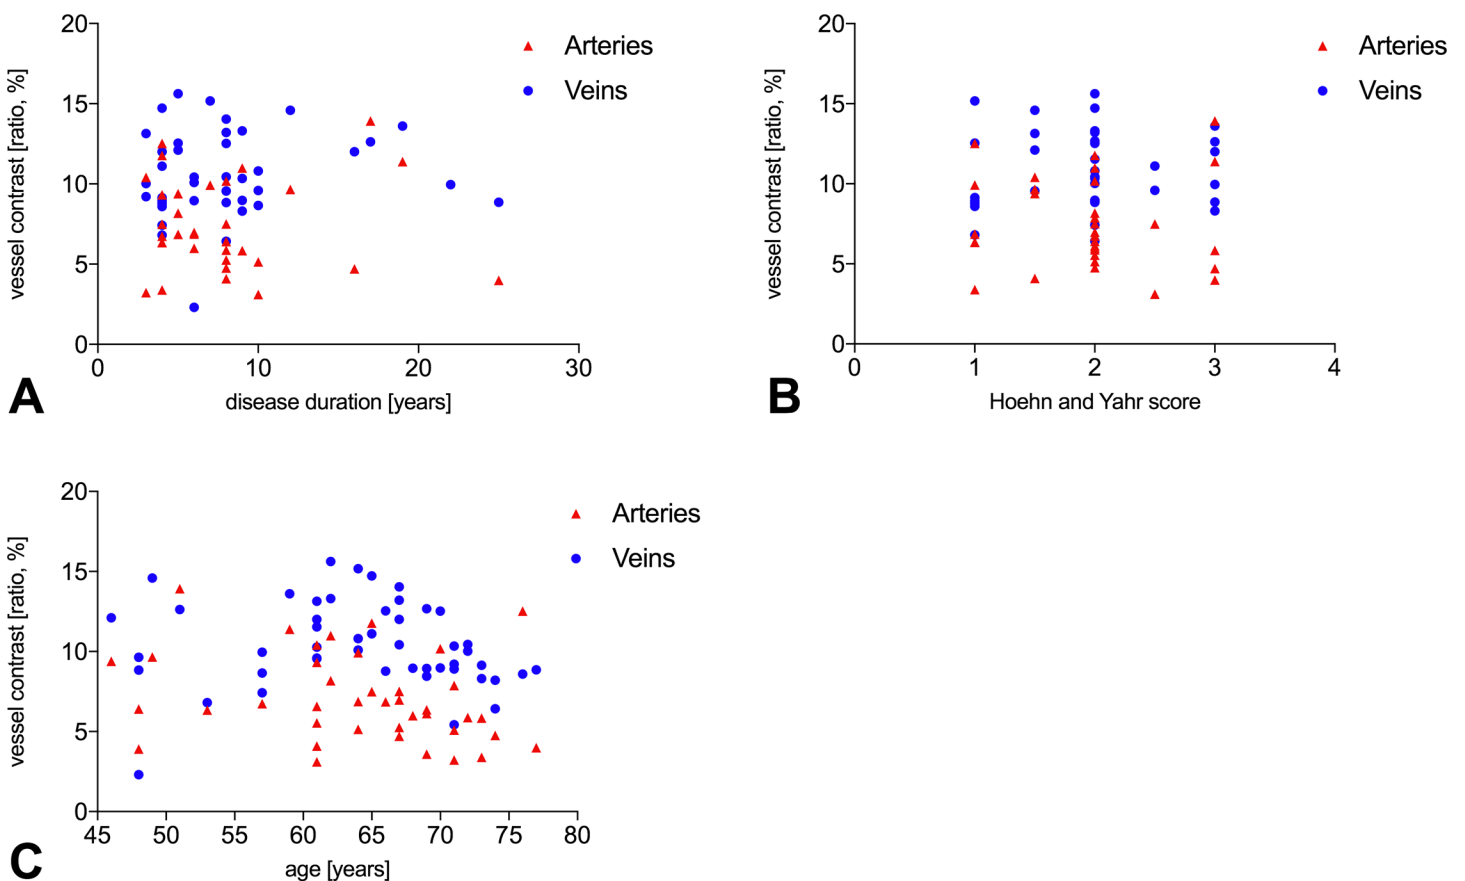 20
15
10
5
0
0 10 20 30
vessel contrast [ratio, %]
disease duration [years]
Arteries
Veins
A
20
15
10
5
0
0 1 2 3 4
vessel contrast [ratio, %]
Hoehn and Yahr score
Arteries
Veins
B
20
15
10
5
0
45 50 55 60 65 70 75 80
vessel contrast [ratio, %]
age [years]
Arteries
Veins
C